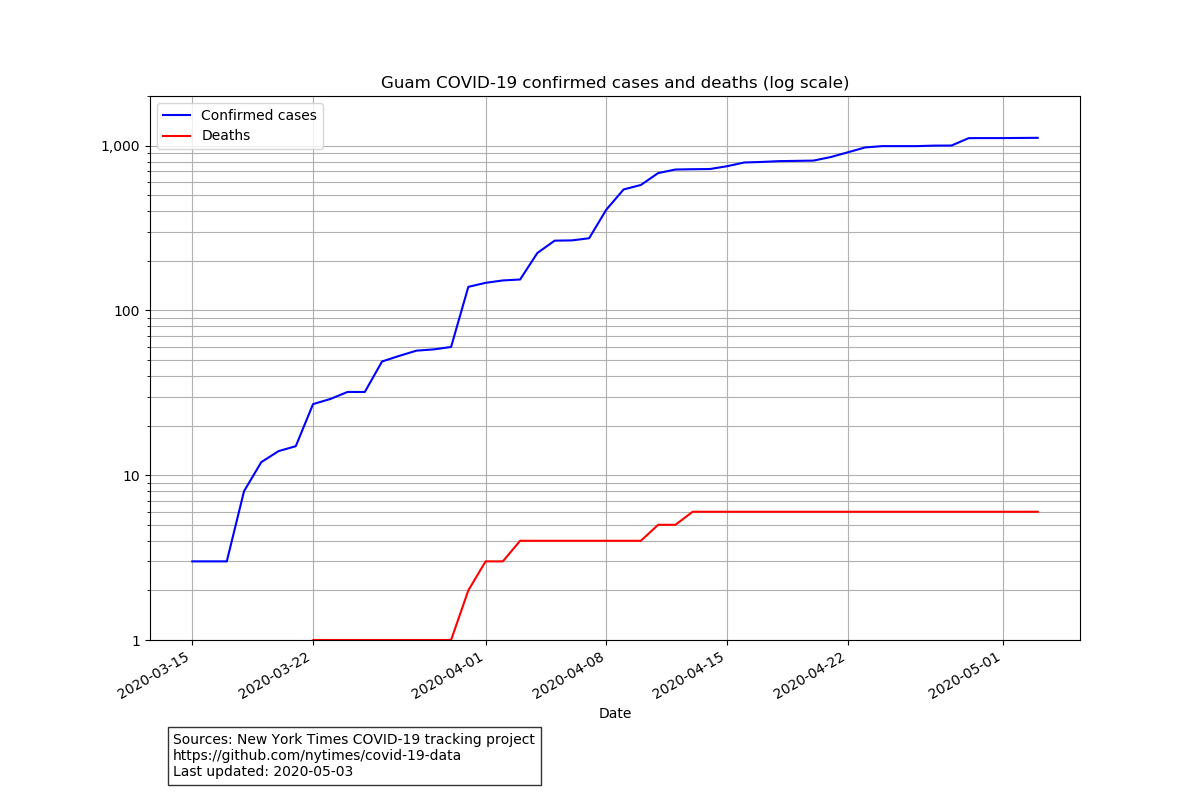 Guam COVID-19 confirmed cases and deaths (log scale)
Confirmed cases
Deaths
1,000
100
10
1
2020-03-15
2020-03-22
2020-04-01
2020-04-08
2020-04-15
2020-04-22
2020-05-01
Date
Sources: New York Times COVID-19 tracking project
https://github.com/nytimes/covid-19-data
Last updated: 2020-05-03